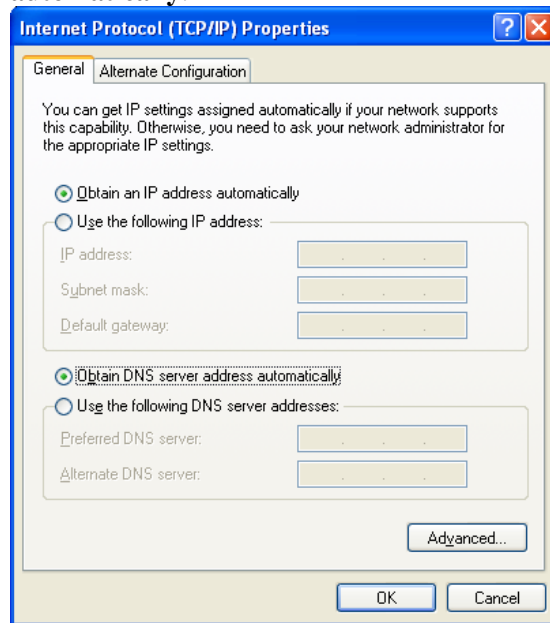 Internet Protocol (TCP/IP) Properties
General
Alternate Configuration
You can get IP settings assigned automatically if your network supports
this capability. Otherwise, you need to ask your network administrator for
the appropriate IP settings.
Obtain an IP address automatically
Use the following IP address:
IP address:
Subnet mask:
Default gateway:
Obtain DNS server address automatically
Use the following DNS server addresses:
Preferred DNS server:
Alternate DNS server:
Advanced...
OK
Cancel